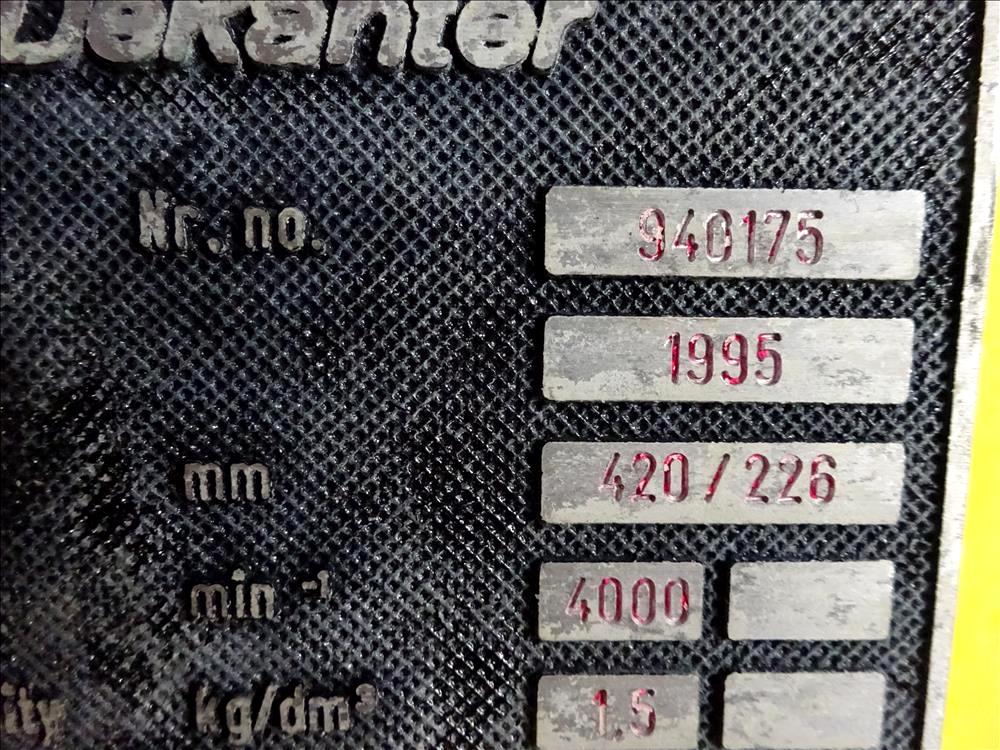 Dekanter
Nr. no. 940175
1995
mm 420/226
min⁻¹ 4000
ity kg/dm³ 1.5